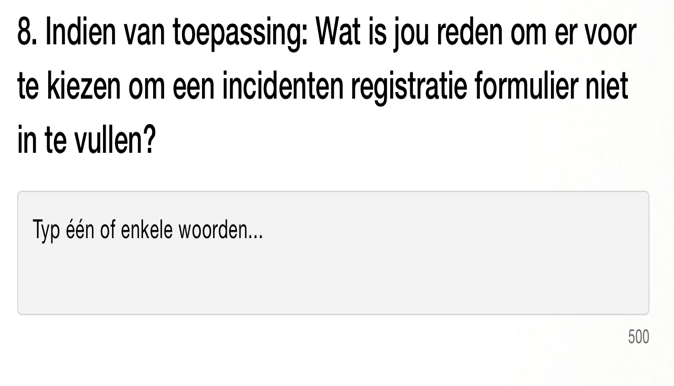 8. Indien van toepassing: Wat is jou reden om er voor
te kiezen om een incidenten registratie formulier niet
in te vullen?
Typ één of enkele woorden...
500